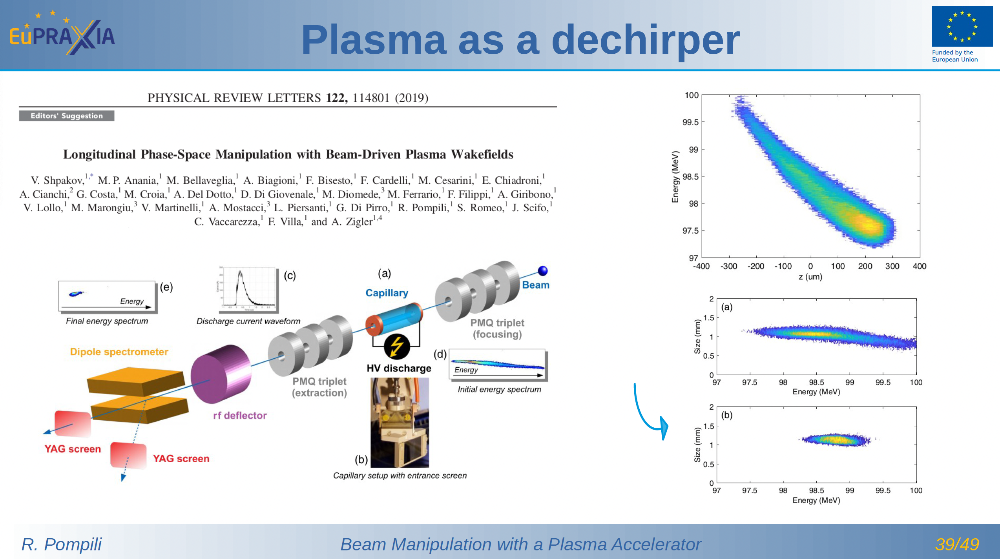 EuPRAXIA
Plasma as a dechirper
Funded by the
European Union
PHYSICAL REVIEW LETTERS 122, 114801 (2019)
Editors' Suggestion
Longitudinal Phase-Space Manipulation with Beam-Driven Plasma Wakefields
V. Shpakov,1,* M. P. Anania,1 M. Bellaveglia,1 A. Biagioni,1 F. Bisesto,1 F. Cardelli,1 M. Cesarini,1 E. Chiadroni,1
A. Cianchi,2 G. Costa,1 M. Croia,1 A. Del Dotto,1 D. Di Giovenale,1 M. Diomede,3 M. Ferrario,1 F. Filippi,1 A. Giribono,1
V. Lollo,1 M. Marongiu,3 V. Martinelli,1 A. Mostacci,3 L. Piersanti,1 G. Di Pirro,1 R. Pompili,1 S. Romeo,1 J. Scifo,1
C. Vaccarezza,1 F. Villa,1 and A. Zigler1,4
(e)
Energy
Final energy spectrum
(c)
Discharge current waveform
(a)
Capillary
Beam
PMQ triplet
(focusing)
Dipole spectrometer
HV discharge
(d)
Energy
Initial energy spectrum
PMQ triplet
(extraction)
rf deflector
YAG screen
YAG screen
(b)
Capillary setup with entrance screen
100
99.5
99
98.5
98
97.5
97
Energy (MeV)
-400 -300 -200 -100 0 100 200 300 400
z (um)
(a)
2
1.5
1
0.5
0
Size (mm)
97 97.5 98 98.5 99 99.5 100
Energy (MeV)
(b)
2
1.5
1
0.5
0
Size (mm)
97 97.5 98 98.5 99 99.5 100
Energy (MeV)
R. Pompili
Beam Manipulation with a Plasma Accelerator
39/49